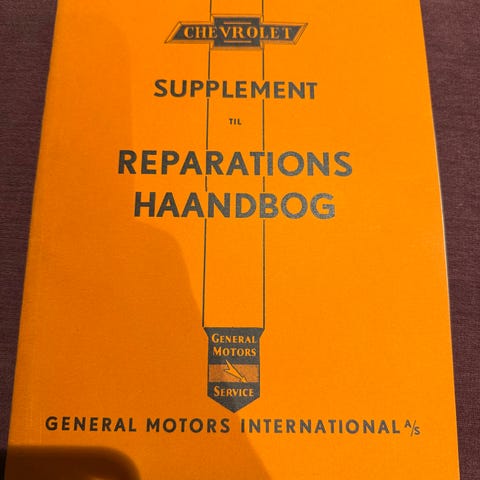 CHEVROLET
SUPPLEMENT
TIL
REPARATIONS
HAANDBOG
GENERAL
MOTORS
SERVICE
GENERAL MOTORS INTERNATIONAL A/S